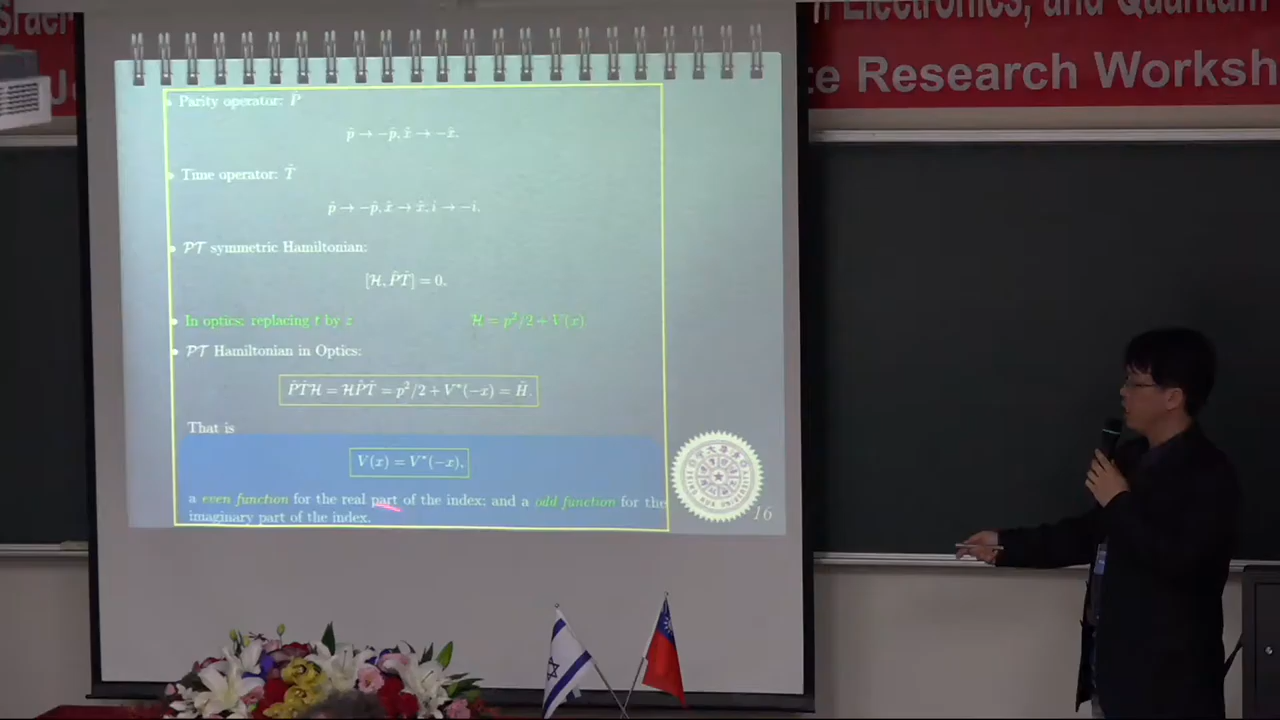 n Electronics, and Quantum
te Research Worksh
• Parity operator: P̂
p̂ → −p̂, x̂ → −x̂.
• Time operator: T̂
p̂ → −p̂, x̂ → x̂, i → −i.
• 𝒫𝒯 symmetric Hamiltonian:
[ℋ, P̂T̂] = 0.
• In optics: replacing t by z ℋ = p²/2 + V(x)
• 𝒫𝒯 Hamiltonian in Optics:
P̂T̂ℋ = ℋP̂T̂ = p²/2 + V*(−x) = Ĥ.
That is
V(x) = V*(−x),
a even function for the real part of the index; and a odd function for the
imaginary part of the index.
16